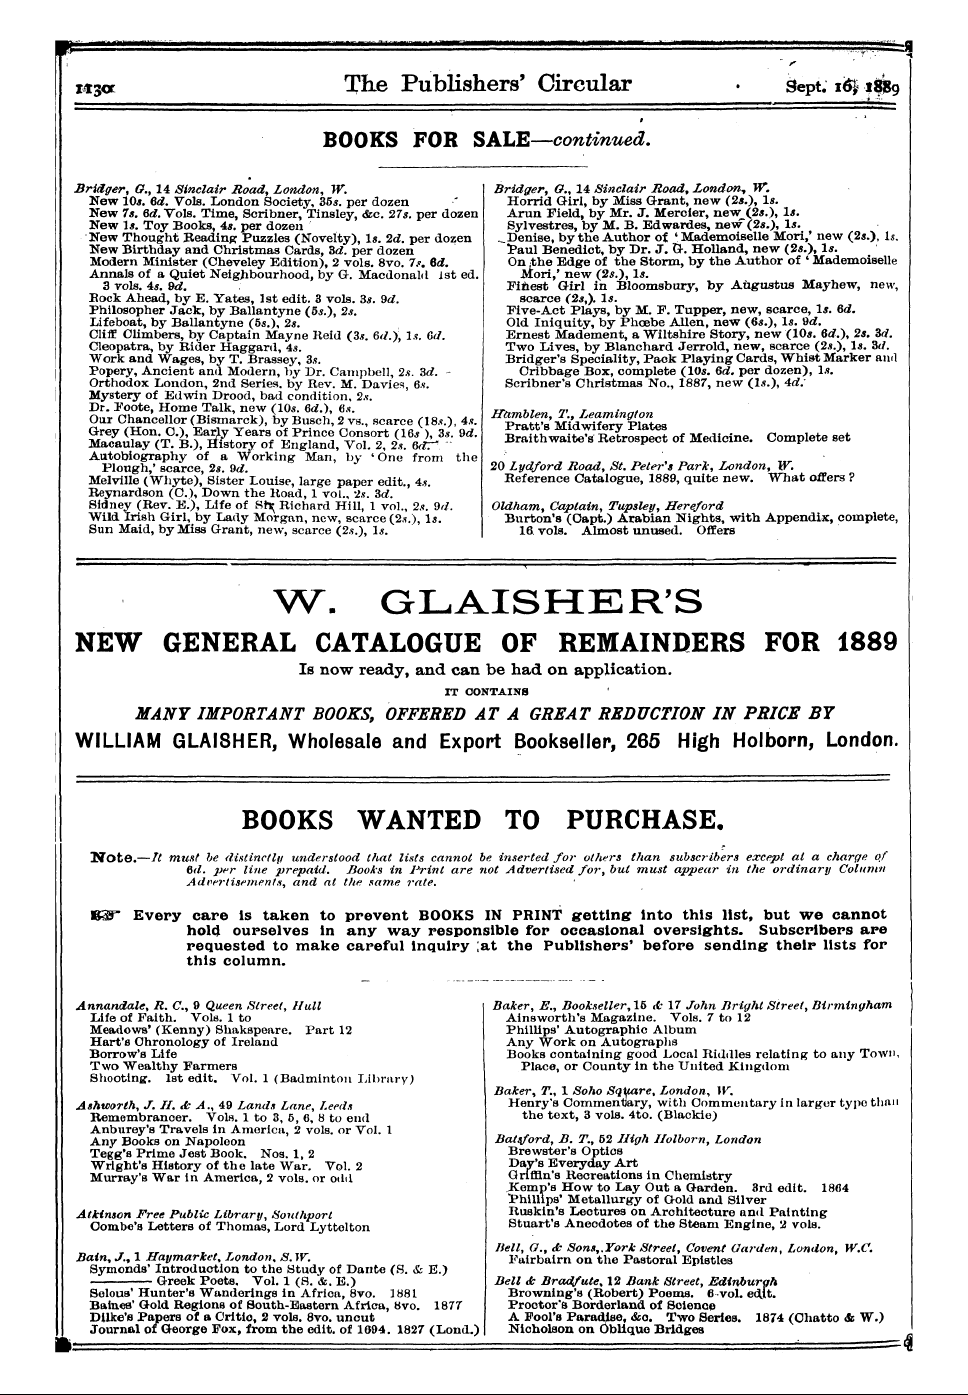 1130
The Publishers' Circular
Sept. 16, 1889
BOOKS FOR SALE—continued.
Bridger, G., 14 Sinclair Road, London, W.
New 10s. 6d. Vols. London Society, 35s. per dozen
New 7s. 6d. Vols. Time, Scribner, Tinsley, &c. 27s. per dozen
New 1s. Toy Books, 4s. per dozen
New Thought Reading Puzzles (Novelty), 1s. 2d. per dozen
New Birthday and Christmas Cards, 3d. per dozen
Modern Minister (Cheveley Edition), 2 vols. 8vo. 7s. 6d.
Annals of a Quiet Neighbourhood, by G. Macdonald 1st ed.
3 vols. 4s. 9d.
Rock Ahead, by E. Yates, 1st edit. 3 vols. 3s. 9d.
Philosopher Jack, by Ballantyne (5s.), 2s.
Lifeboat, by Ballantyne (5s.), 2s.
Cliff Climbers, by Captain Mayne Reid (3s. 6d.), 1s. 6d.
Cleopatra, by Rider Haggard, 4s.
Work and Wages, by T. Brassey, 3s.
Popery, Ancient and Modern, by Dr. Campbell, 2s. 3d.
Orthodox London, 2nd Series, by Rev. M. Davies, 6s.
Mystery of Edwin Drood, bad condition, 2s.
Dr. Foote, Home Talk, new (10s. 6d.), 6s.
Our Chancellor (Bismarck), by Busch, 2 vs., scarce (18s.), 4s.
Grey (Hon. C.), Early Years of Prince Consort (16s ), 3s. 9d.
Macaulay (T. B.), History of England, Vol. 2, 2s. 6d.
Autobiography of a Working Man, by 'One from the
Plough,' scarce, 2s. 9d.
Melville (Whyte), Sister Louise, large paper edit., 4s.
Reynardson (C.), Down the Road, 1 vol., 2s. 3d.
Sidney (Rev. E.), Life of Sir Richard Hill, 1 vol., 2s. 9d.
Wild Irish Girl, by Lady Morgan, new, scarce (2s.), 1s.
Sun Maid, by Miss Grant, new, scarce (2s.), 1s.
Bridger, G., 14 Sinclair Road, London, W.
Horrid Girl, by Miss Grant, new (2s.), 1s.
Arun Field, by Mr. J. Mercier, new (2s.), 1s.
Sylvestres, by M. B. Edwardes, new (2s.), 1s.
Denise, by the Author of 'Mademoiselle Mori,' new (2s.), 1s.
Paul Benedict, by Dr. J. G. Holland, new (2s.), 1s.
On the Edge of the Storm, by the Author of 'Mademoiselle
Mori,' new (2s.), 1s.
Finest Girl in Bloomsbury, by Augustus Mayhew, new,
scarce (2s,). 1s.
Five-Act Plays, by M. F. Tupper, new, scarce, 1s. 6d.
Old Iniquity, by Phœbe Allen, new (6s.), 1s. 9d.
Ernest Madement, a Wiltshire Story, new (10s. 6d.), 2s. 3d.
Two Lives, by Blanchard Jerrold, new, scarce (2s.), 1s. 3d.
Bridger's Speciality, Pack Playing Cards, Whist Marker and
Cribbage Box, complete (10s. 6d. per dozen), 1s.
Scribner's Christmas No., 1887, new (1s.), 4d.
Hamblen, T., Leamington
Pratt's Midwifery Plates
Braithwaite's Retrospect of Medicine. Complete set
20 Lydford Road, St. Peter's Park, London, W.
Reference Catalogue, 1889, quite new. What offers?
Oldham, Captain, Tupsley, Hereford
Burton's (Capt.) Arabian Nights, with Appendix, complete,
16 vols. Almost unused. Offers
W. GLAISHER'S
NEW GENERAL CATALOGUE OF REMAINDERS FOR 1889
Is now ready, and can be had on application.
IT CONTAINS
MANY IMPORTANT BOOKS, OFFERED AT A GREAT REDUCTION IN PRICE BY
WILLIAM GLAISHER, Wholesale and Export Bookseller, 265 High Holborn, London.
BOOKS WANTED TO PURCHASE.
Note.—It must be distinctly understood that lists cannot be inserted for others than subscribers except at a charge of
6d. per line prepaid. Books in Print are not Advertised for, but must appear in the ordinary Column
Advertisements, and at the same rate.
☞ Every care is taken to prevent BOOKS IN PRINT getting into this list, but we cannot
hold ourselves in any way responsible for occasional oversights. Subscribers are
requested to make careful inquiry at the Publishers' before sending their lists for
this column.
Annandale, R. C., 9 Queen Street, Hull
Life of Faith. Vols. 1 to
Meadows' (Kenny) Shakspeare. Part 12
Hart's Chronology of Ireland
Borrow's Life
Two Wealthy Farmers
Shooting. 1st edit. Vol. 1 (Badminton Library)
Ashworth, J. H. & A., 49 Lands Lane, Leeds
Remembrancer. Vols. 1 to 3, 5, 6, 8 to end
Anburey's Travels in America, 2 vols. or Vol. 1
Any Books on Napoleon
Tegg's Prime Jest Book. Nos. 1, 2
Wright's History of the late War. Vol. 2
Murray's War in America, 2 vols. or odd
Atkinson Free Public Library, Southport
Combe's Letters of Thomas, Lord Lyttelton
Bain, J., 1 Haymarket, London, S.W.
Symonds' Introduction to the Study of Dante (S. & E.)
——— Greek Poets. Vol. 1 (S. & E.)
Selous' Hunter's Wanderings in Africa, 8vo. 1881
Baines' Gold Regions of South-Eastern Africa, 8vo. 1877
Dilke's Papers of a Critic, 2 vols. 8vo. uncut
Journal of George Fox, from the edit. of 1694. 1827 (Lond.)
Baker, E., Bookseller, 15 & 17 John Bright Street, Birmingham
Ainsworth's Magazine. Vols. 7 to 12
Phillips' Autographic Album
Any Work on Autographs
Books containing good Local Riddles relating to any Town,
Place, or County in the United Kingdom
Baker, T., 1 Soho Square, London, W.
Henry's Commentary, with Commentary in larger type than
the text, 3 vols. 4to. (Blackie)
Batsford, B. T., 52 High Holborn, London
Brewster's Optics
Day's Everyday Art
Griffin's Recreations in Chemistry
Kemp's How to Lay Out a Garden. 3rd edit. 1864
Phillips' Metallurgy of Gold and Silver
Ruskin's Lectures on Architecture and Painting
Stuart's Anecdotes of the Steam Engine, 2 vols.
Bell, G., & Sons, York Street, Covent Garden, London, W.C.
Fairbairn on the Pastoral Epistles
Bell & Bradfute, 12 Bank Street, Edinburgh
Browning's (Robert) Poems. 6-vol. edit.
Proctor's Borderland of Science
A Fool's Paradise, &c. Two Series. 1874 (Chatto & W.)
Nicholson on Oblique Bridges